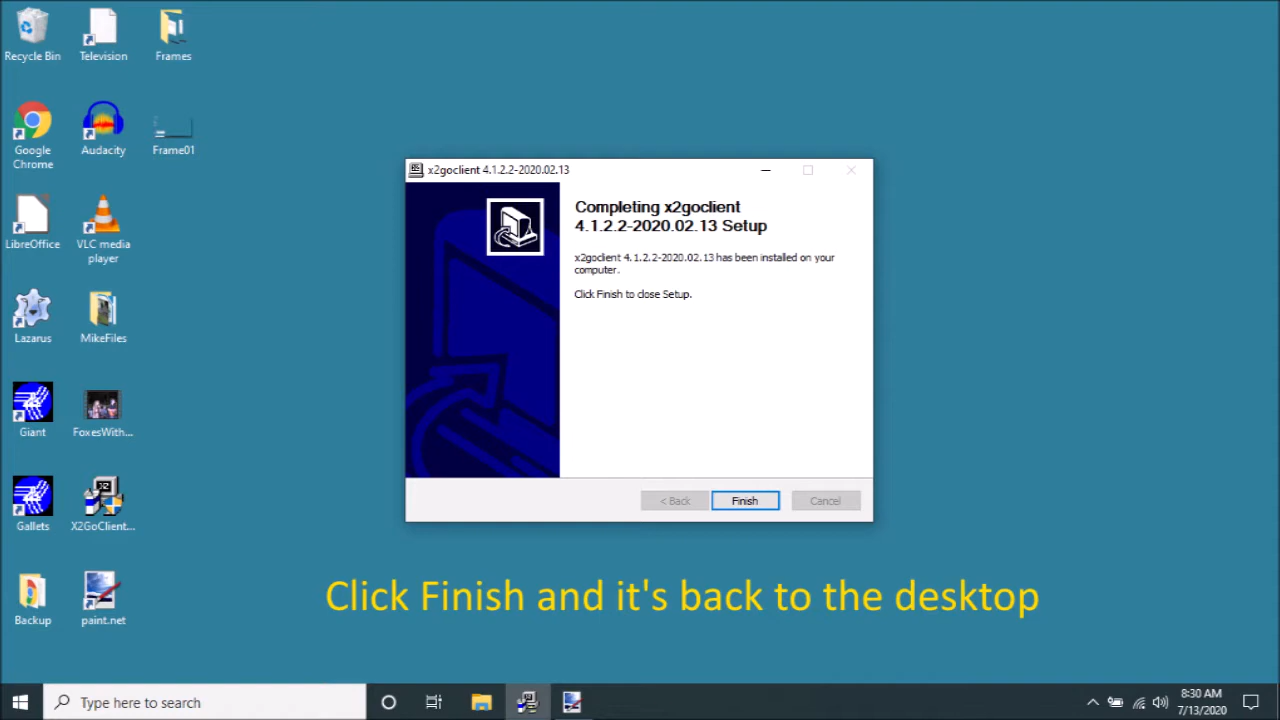 Recycle Bin
Television
Frames
Google
Chrome
Audacity
Frame01
LibreOffice
VLC media
player
Lazarus
MikeFiles
Giant
FoxesWith...
Gallets
X2GoClient...
Backup
paint.net
x2goclient 4.1.2.2-2020.02.13
Completing x2goclient
4.1.2.2-2020.02.13 Setup
x2goclient 4.1.2.2-2020.02.13 has been installed on your
computer.
Click Finish to close Setup.
< Back
Finish
Cancel
Click Finish and it's back to the desktop
Type here to search
8:30 AM
7/13/2020